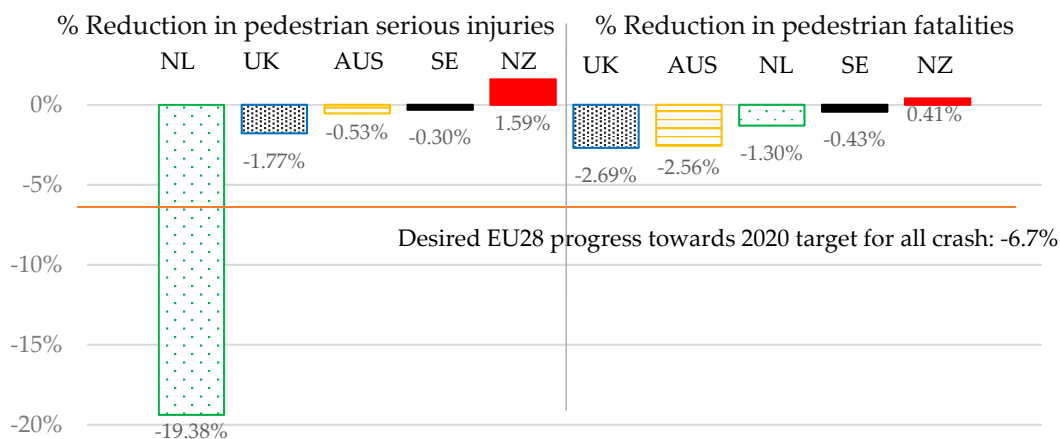 % Reduction in pedestrian serious injuries % Reduction in pedestrian fatalities
NL UK AUS SE NZ UK AUS NL SE NZ
0%
-0.53% -0.30% 1.59% -0.43% 0.41%
-1.77% -2.69% -2.56% -1.30%
-5%
Desired EU28 progress towards 2020 target for all crash: -6.7%
-10%
-15%
-20%
-19.38%